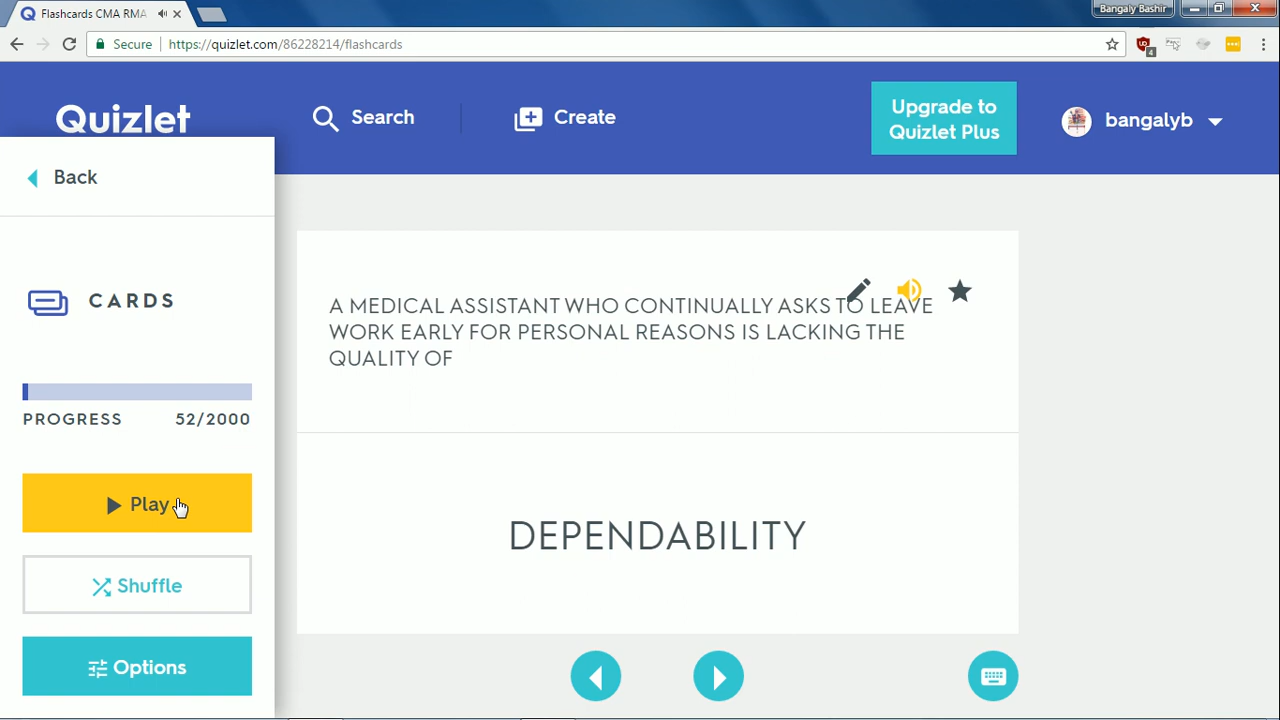 Flashcards CMA RMA
Bangaly Bashir
Secure
https://quizlet.com/86228214/flashcards
4
Quizlet
Search
Create
Upgrade to
Quizlet Plus
bangalyb
Back
CARDS
PROGRESS 52/2000
Play
Shuffle
Options
A MEDICAL ASSISTANT WHO CONTINUALLY ASKS TO LEAVE
WORK EARLY FOR PERSONAL REASONS IS LACKING THE
QUALITY OF
DEPENDABILITY